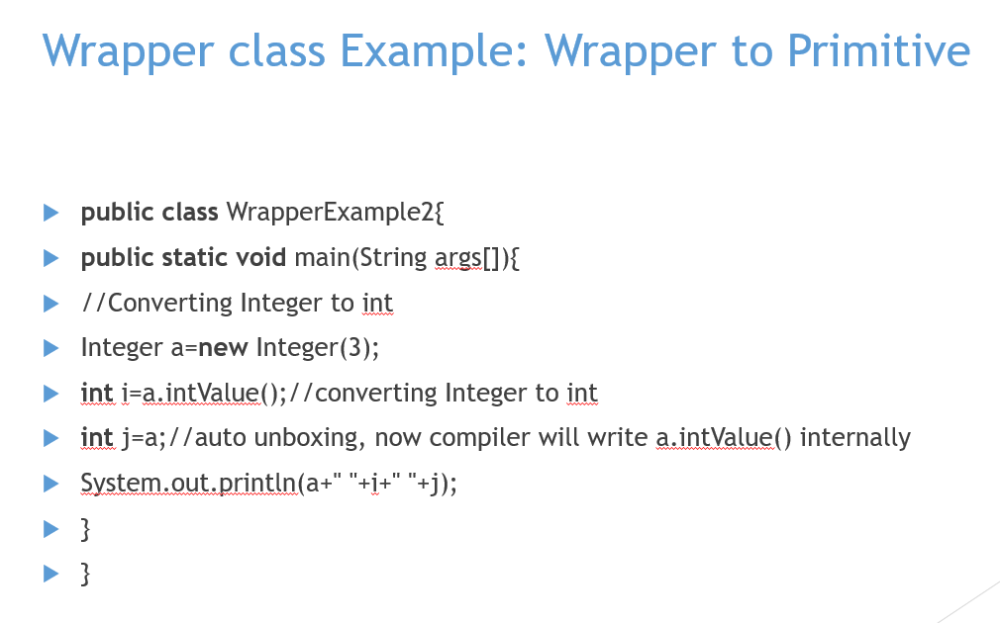 Wrapper class Example: Wrapper to Primitive
public class WrapperExample2{
public static void main(String args[]){
//Converting Integer to int
Integer a=new Integer(3);
int i=a.intValue();//converting Integer to int
int j=a;//auto unboxing, now compiler will write a.intValue() internally
System.out.println(a+" "+i+" "+j);
}
}